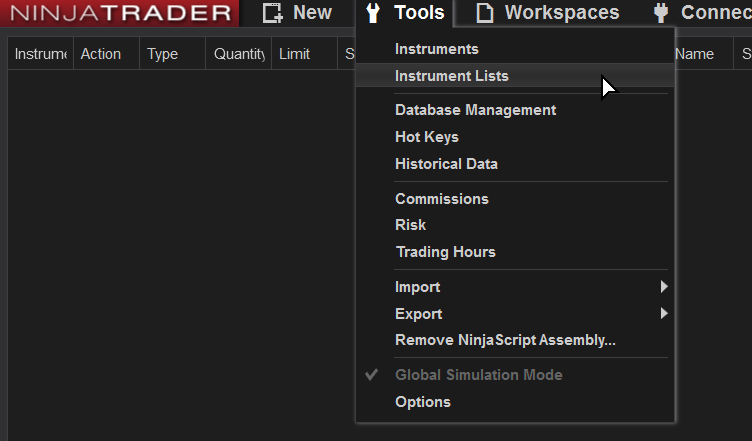 NINJATRADER New Tools Workspaces Connec
Instrume Action Type Quantity Limit S Name S
Instruments
Instrument Lists
Database Management
Hot Keys
Historical Data
Commissions
Risk
Trading Hours
Import
Export
Remove NinjaScript Assembly...
Global Simulation Mode
Options